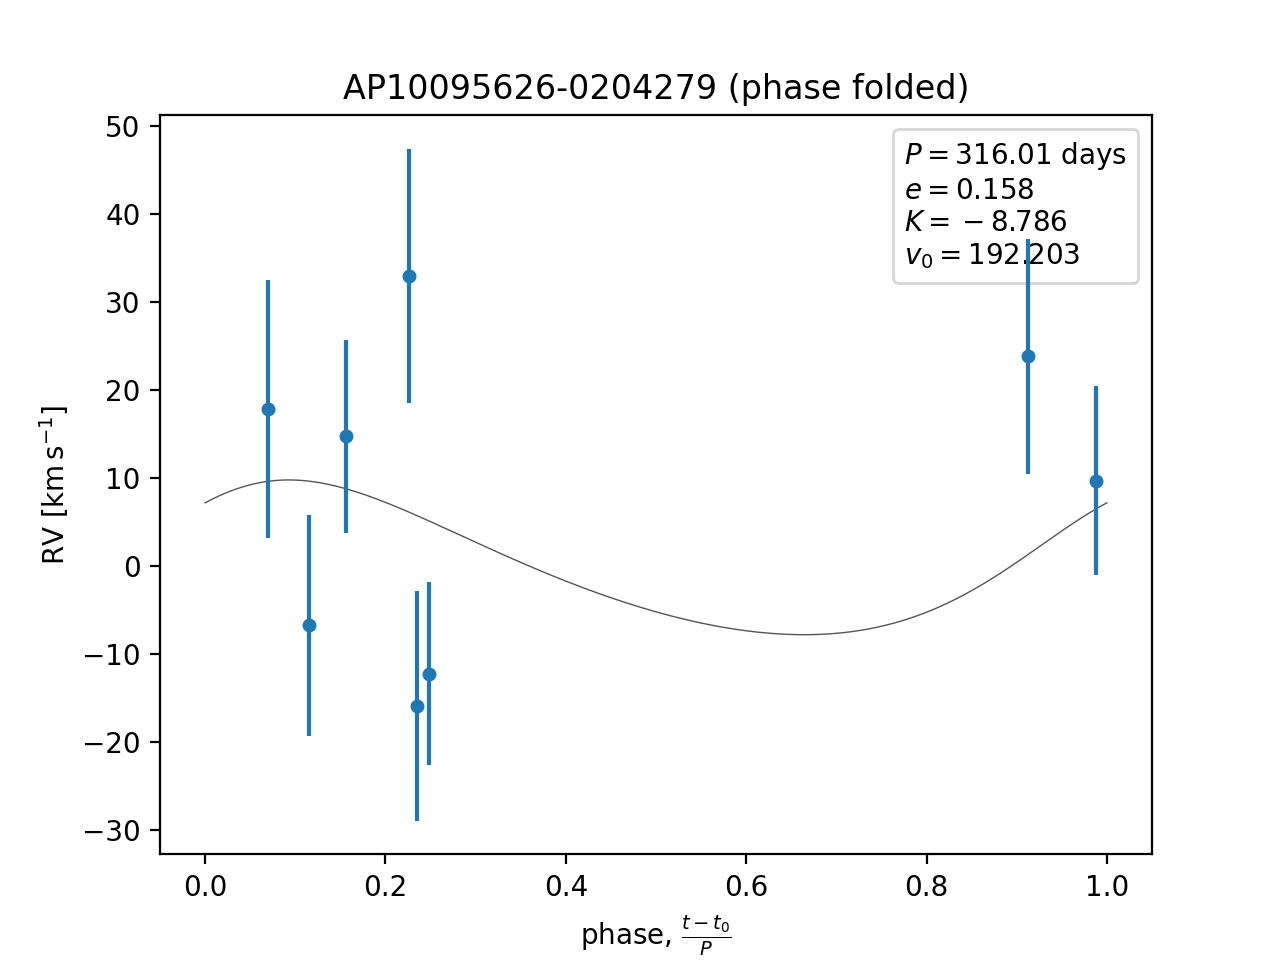 AP10095626-0204279 (phase folded)
P = 316.01 days
e = 0.158
K = −8.786
v₀ = 192.203
RV [km s⁻¹]
50
40
30
20
10
0
−10
−20
−30
0.0 0.2 0.4 0.6 0.8 1.0
phase, (t − t₀)/P